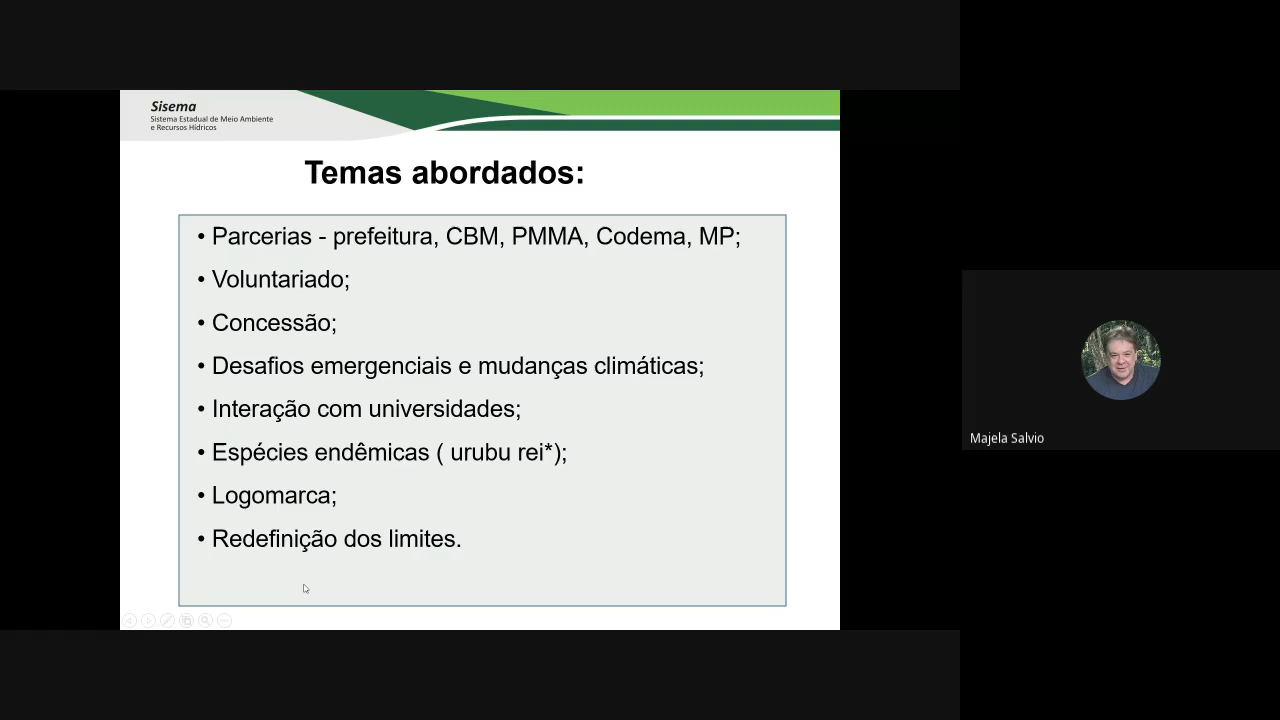 Sisema
Sistema Estadual de Meio Ambiente
e Recursos Hídricos
Temas abordados:
• Parcerias - prefeitura, CBM, PMMA, Codema, MP;
• Voluntariado;
• Concessão;
• Desafios emergenciais e mudanças climáticas;
• Interação com universidades;
• Espécies endêmicas ( urubu rei*);
• Logomarca;
• Redefinição dos limites.
Majela Salvio